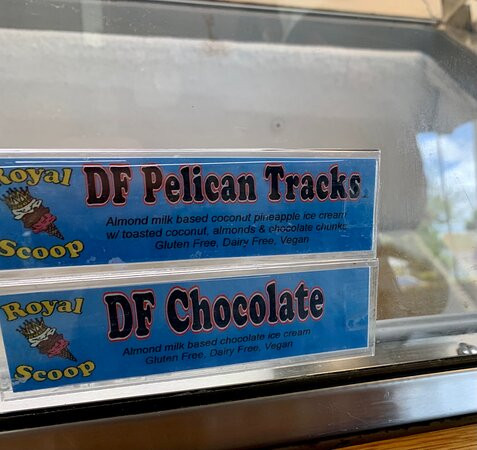 Royal
Scoop
DF Pelican Tracks
Almond milk based coconut pineapple ice cream
w/ toasted coconut, almonds & chocolate chunks
Gluten Free, Dairy Free, Vegan
Royal
Scoop
DF Chocolate
Almond milk based chocolate ice cream
Gluten Free, Dairy Free, Vegan